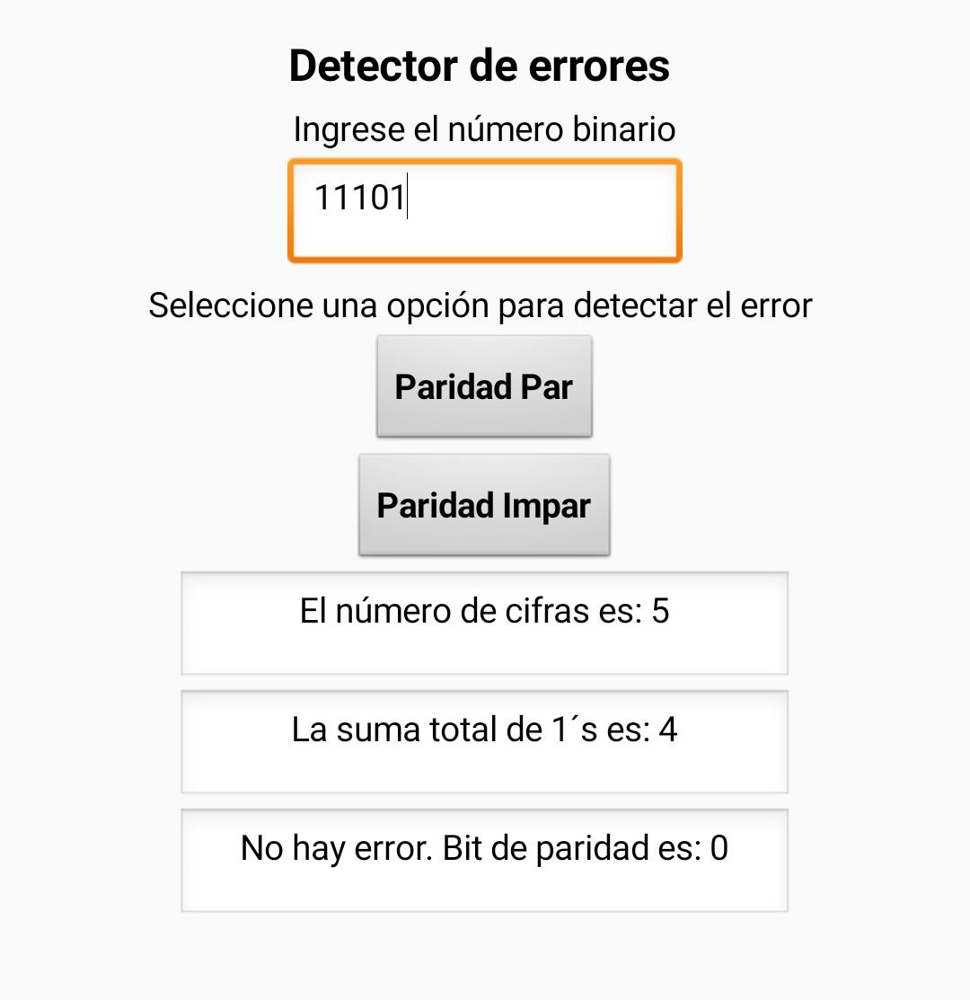 Detector de errores
Ingrese el número binario
11101
Seleccione una opción para detectar el error
Paridad Par
Paridad Impar
El número de cifras es: 5
La suma total de 1´s es: 4
No hay error. Bit de paridad es: 0